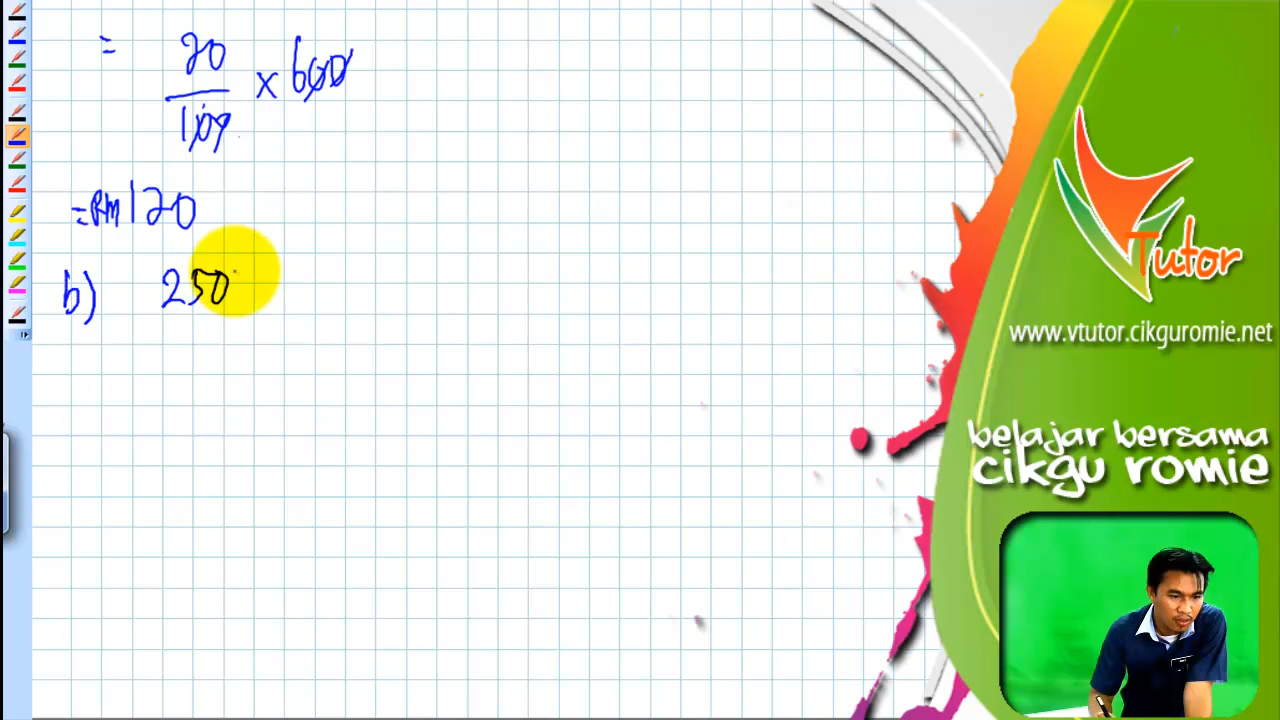 = 20/100 × 600
= RM 120
b) 250
VTutor
www.vtutor.cikguromie.net
belajar bersama
cikgu romie